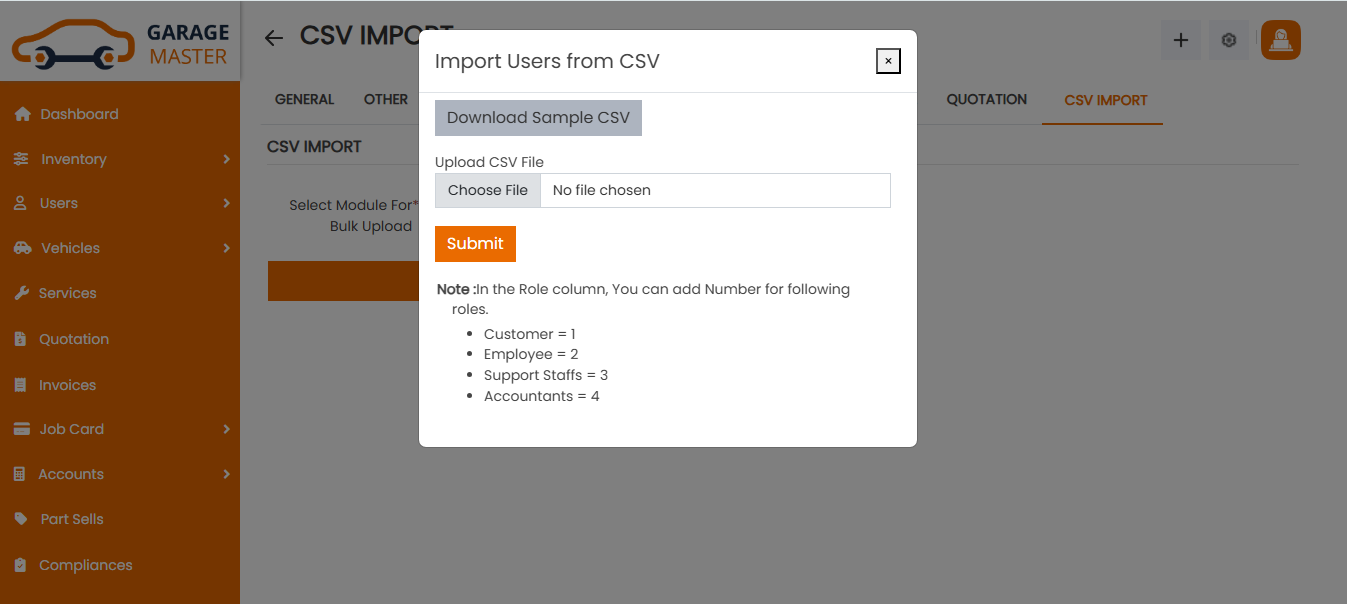 GARAGE
MASTER
Dashboard
Inventory
Users
Vehicles
Services
Quotation
Invoices
Job Card
Accounts
Part Sells
Compliances
CSV IMPORT
GENERAL
OTHER
QUOTATION
CSV IMPORT
CSV IMPORT
Select Module For*
Bulk Upload
Import Users from CSV
×
Download Sample CSV
Upload CSV File
Choose File No file chosen
Submit
Note :In the Role column, You can add Number for following
roles.
• Customer = 1
• Employee = 2
• Support Staffs = 3
• Accountants = 4